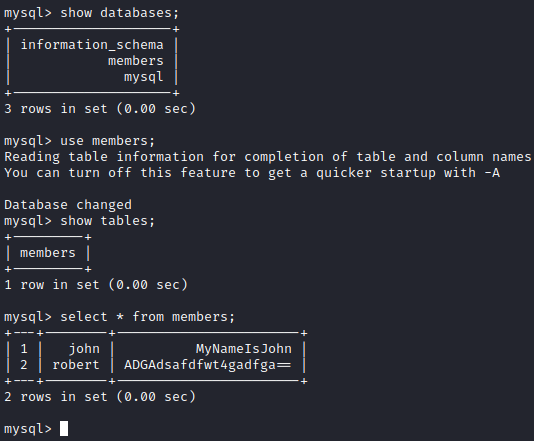 mysql> show databases;
+--------------------+
| information_schema |
| members |
| mysql |
+--------------------+
3 rows in set (0.00 sec)
mysql> use members;
Reading table information for completion of table and column names
You can turn off this feature to get a quicker startup with -A
Database changed
mysql> show tables;
+---------+
| members |
+---------+
1 row in set (0.00 sec)
mysql> select * from members;
+---+--------+----------------------+
| 1 | john | MyNameIsJohn |
| 2 | robert | ADGAdsafdfwt4gadfga== |
+---+--------+----------------------+
2 rows in set (0.00 sec)
mysql>